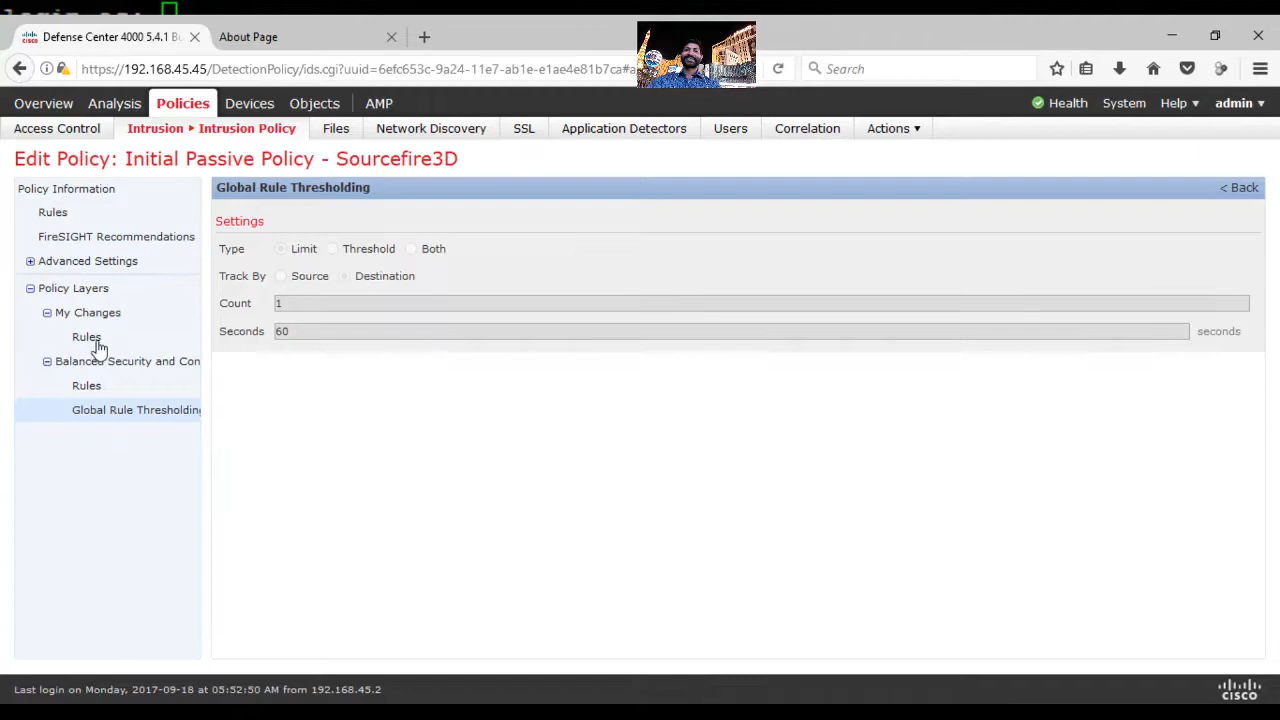 Defense Center 4000 5.4.1 Bu
About Page
https://192.168.45.45/DetectionPolicy/ids.cgi?uuid=6efc653c-9a24-11e7-ab1e-e1ae4e81b7ca#a
Search
Overview Analysis Policies Devices Objects AMP
Health System Help admin
Access Control Intrusion Intrusion Policy Files Network Discovery SSL Application Detectors Users Correlation Actions
Edit Policy: Initial Passive Policy - Sourcefire3D
Policy Information
Rules
FireSIGHT Recommendations
Advanced Settings
Policy Layers
My Changes
Rules
Balanced Security and Con
Rules
Global Rule Thresholding
Global Rule Thresholding
< Back
Settings
Type Limit Threshold Both
Track By Source Destination
Count 1
Seconds 60 seconds
Last login on Monday, 2017-09-18 at 05:52:50 AM from 192.168.45.2
CISCO